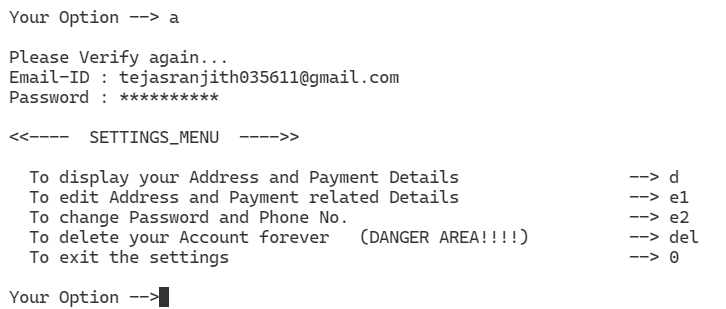 Your Option --> a
Please Verify again...
Email-ID : tejasranjith035611@gmail.com
Password : **********
<<----  SETTINGS_MENU  ---->>
To display your Address and Payment Details --> d
To edit Address and Payment related Details --> e1
To change Password and Phone No. --> e2
To delete your Account forever   (DANGER AREA!!!!) --> del
To exit the settings --> 0
Your Option -->